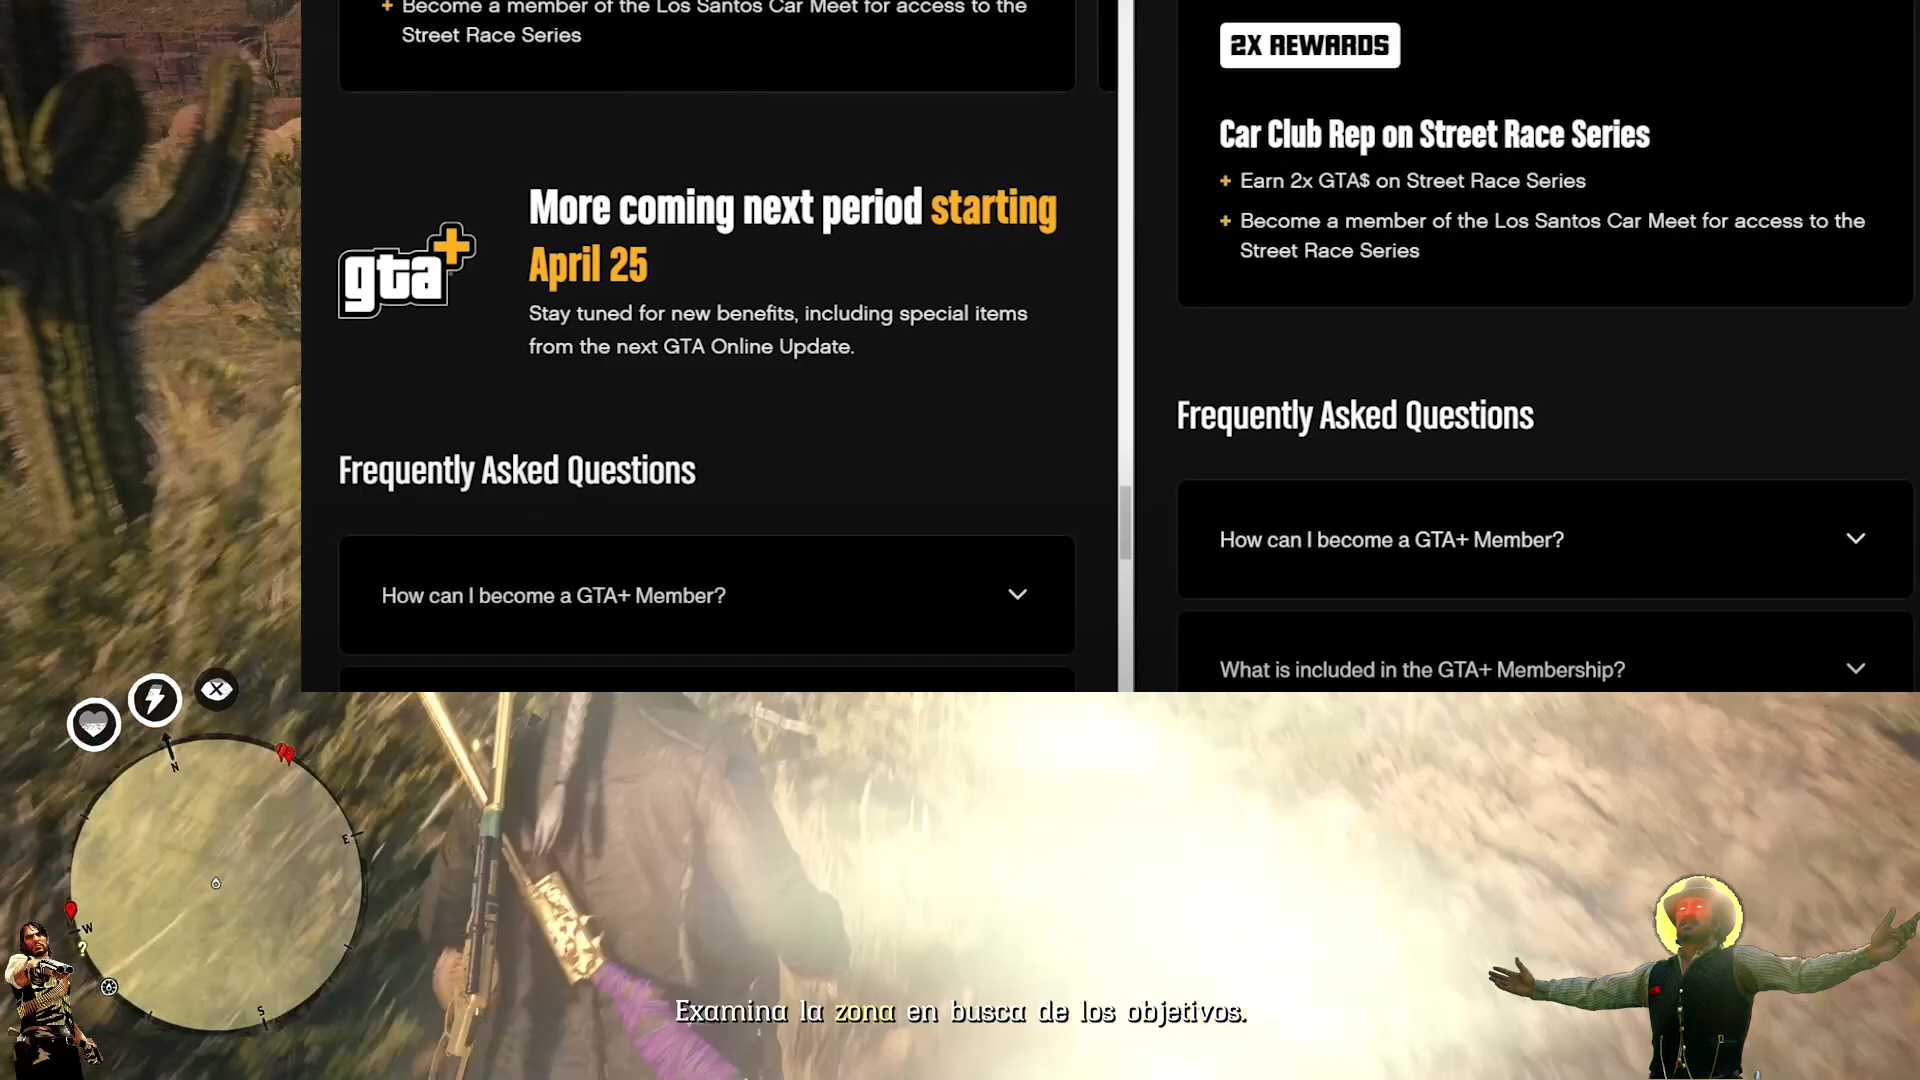 Become a member of the Los Santos Car Meet for access to the
Street Race Series
More coming next period starting
April 25
gta+
Stay tuned for new benefits, including special items
from the next GTA Online Update.
Frequently Asked Questions
How can I become a GTA+ Member?
2X REWARDS
Car Club Rep on Street Race Series
+ Earn 2x GTA$ on Street Race Series
+ Become a member of the Los Santos Car Meet for access to the
Street Race Series
Frequently Asked Questions
How can I become a GTA+ Member?
What is included in the GTA+ Membership?
N
E
W
?
S
Examina la zona en busca de los objetivos.